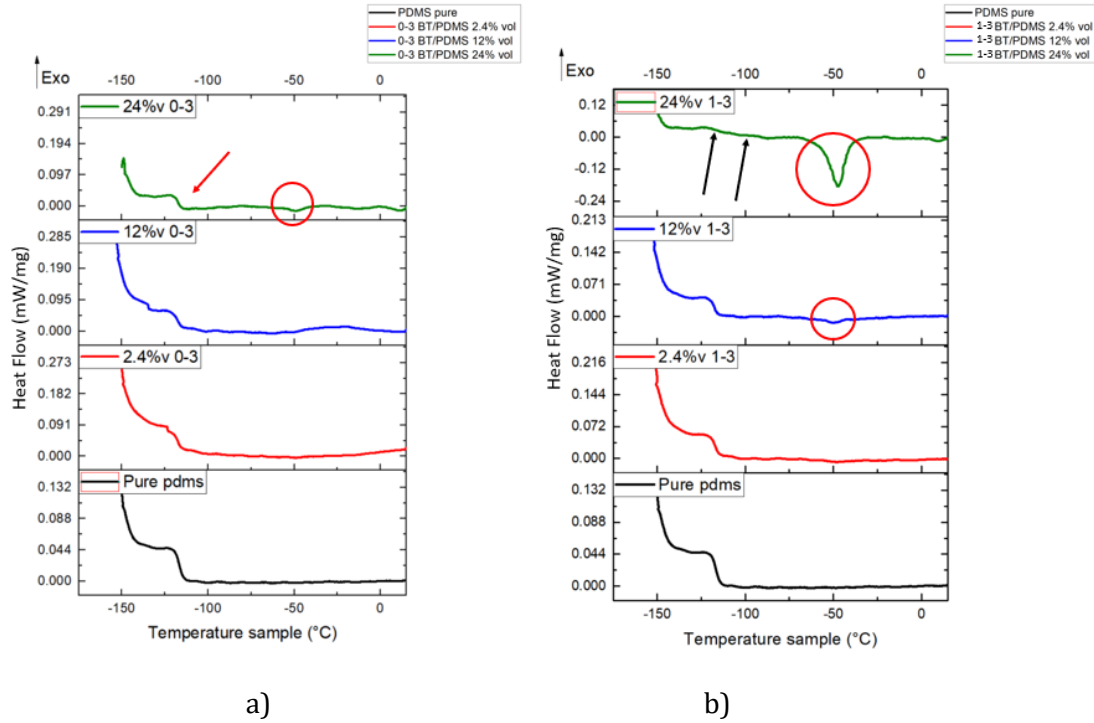 PDMS pure
0-3 BT/PDMS 2.4% vol
0-3 BT/PDMS 12% vol
0-3 BT/PDMS 24% vol
Exo
-150 -100 -50 0
24%v 0-3
0.291
0.194
0.097
0.000
12%v 0-3
0.285
0.190
0.095
0.000
2.4%v 0-3
0.273
0.182
0.091
0.000
Pure pdms
0.132
0.088
0.044
0.000
Heat Flow (mW/mg)
-150 -100 -50 0
Temperature sample (°C)
a)
PDMS pure
1-3 BT/PDMS 2.4% vol
1-3 BT/PDMS 12% vol
1-3 BT/PDMS 24% vol
Exo
-150 -100 -50 0
24%v 1-3
0.12
0.00
-0.12
-0.24
12%v 1-3
0.213
0.142
0.071
0.000
2.4%v 1-3
0.216
0.144
0.072
0.000
Pure pdms
0.132
0.088
0.044
0.000
Heat Flow (mW/mg)
-150 -100 -50 0
Temperature sample (°C)
b)